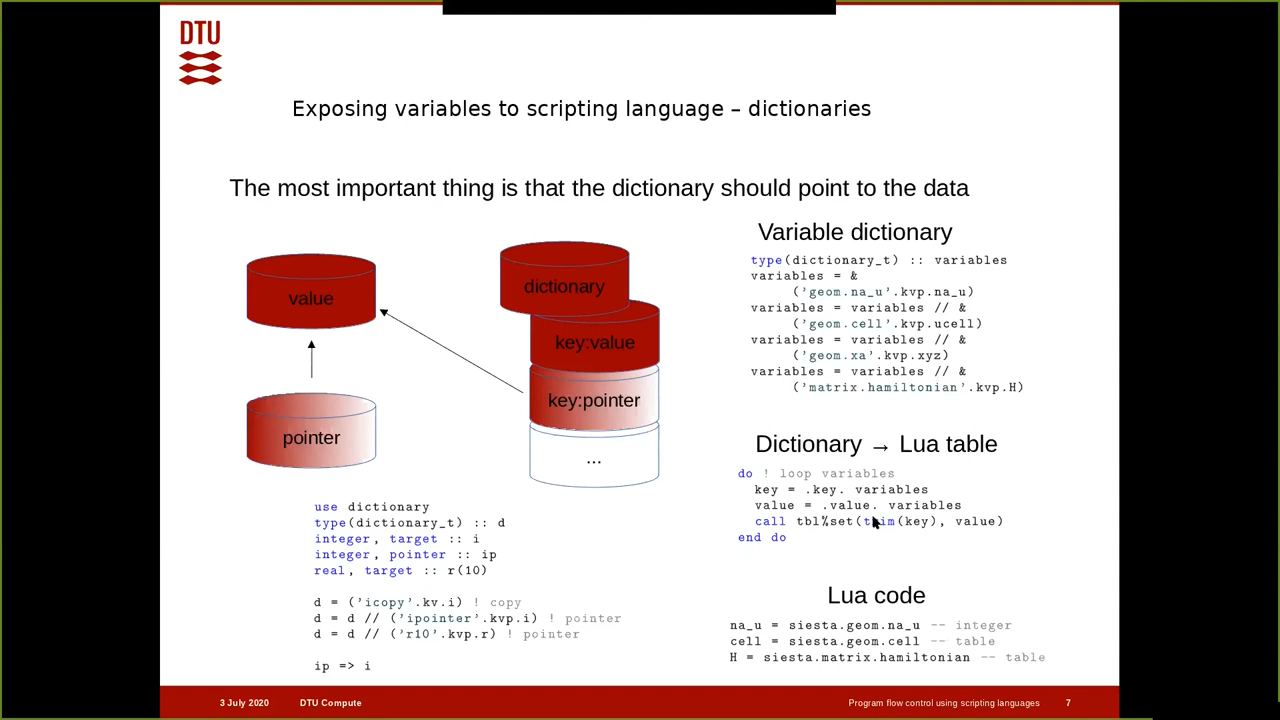 DTU
Exposing variables to scripting language – dictionaries
The most important thing is that the dictionary should point to the data
value
pointer
dictionary
key:value
key:pointer
...
use dictionary
type(dictionary_t) :: d
integer, target :: i
integer, pointer :: ip
real, target :: r(10)
d = ('icopy'.kv.i) ! copy
d = d // ('ipointer'.kvp.i) ! pointer
d = d // ('r10'.kvp.r) ! pointer
ip => i
Variable dictionary
type(dictionary_t) :: variables
variables = &
('geom.na_u'.kvp.na_u)
variables = variables // &
('geom.cell'.kvp.ucell)
variables = variables // &
('geom.xa'.kvp.xyz)
variables = variables // &
('matrix.hamiltonian'.kvp.H)
Dictionary → Lua table
do ! loop variables
key = .key. variables
value = .value. variables
call tbl%set(trim(key), value)
end do
Lua code
na_u = siesta.geom.na_u -- integer
cell = siesta.geom.cell -- table
H = siesta.matrix.hamiltonian -- table
3 July 2020 DTU Compute Program flow control using scripting languages 7